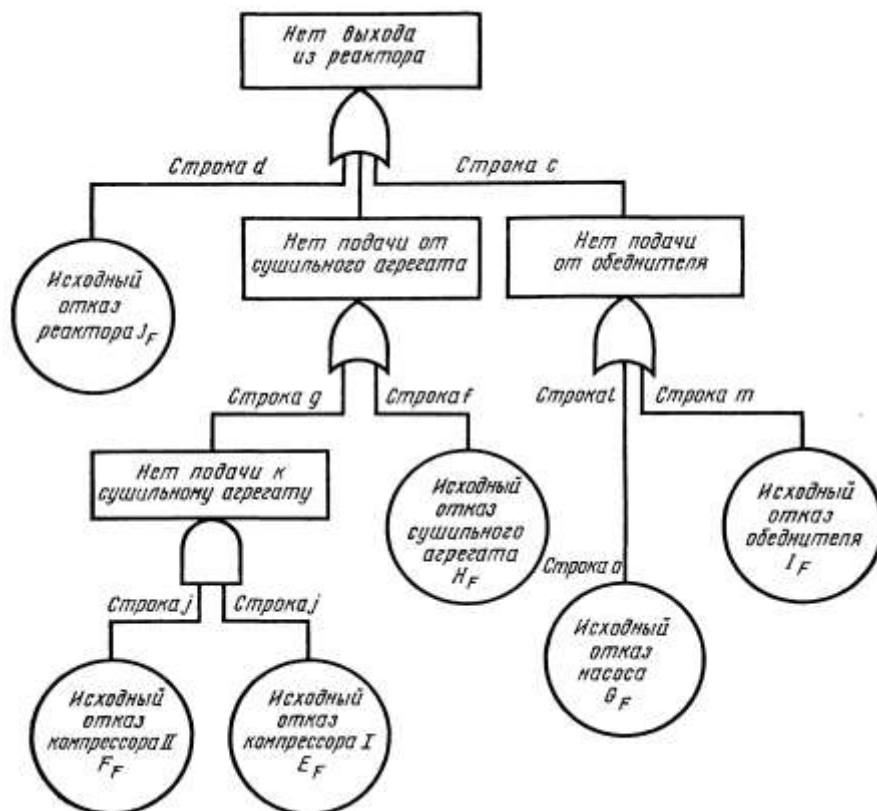 Нет выхода
из реактора
Строка d
Строка c
Нет подачи от
сушильного агрегата
Нет подачи
от обеднителя
Исходный
отказ
реактора J_F
Строка g
Строка f
Строка l
Строка m
Нет подачи к
сушильному агрегату
Исходный
отказ
сушильного
агрегата
H_F
Исходный
отказ
обеднителя
I_F
Строка o
Строка j
Строка j
Исходный
отказ
насоса
G_F
Исходный
отказ
компрессора II
F_F
Исходный
отказ
компрессора I
E_F